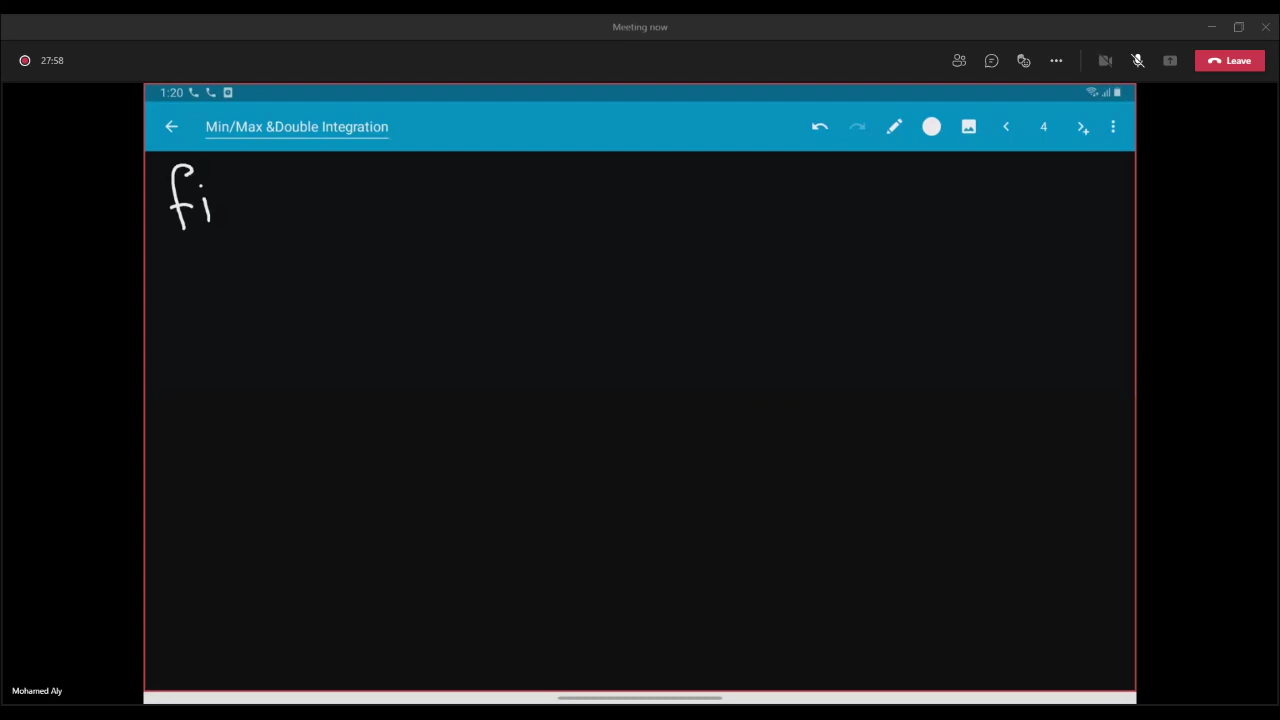 Meeting now
27:58
Leave
1:20
Min/Max &Double Integration
4
fi
Mohamed Aly